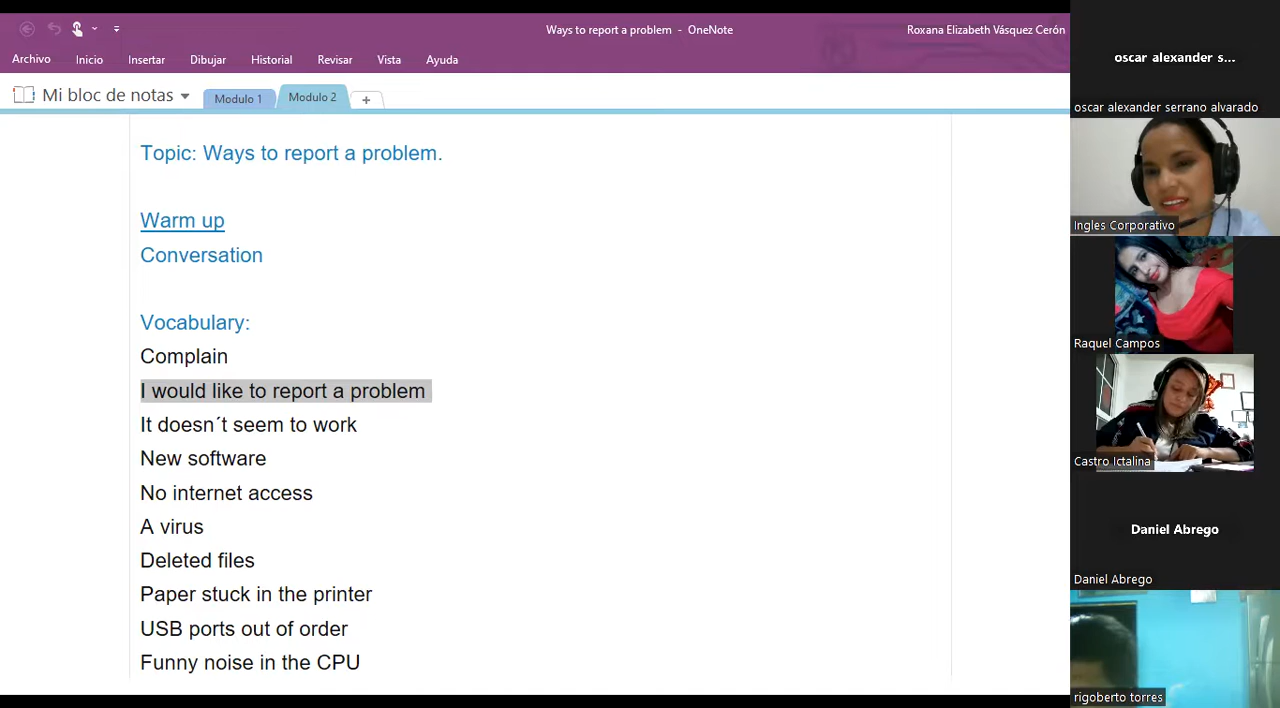 Ways to report a problem - OneNote
Roxana Elizabeth Vásquez Cerón
Archivo Inicio Insertar Dibujar Historial Revisar Vista Ayuda
Mi bloc de notas Modulo 1 Modulo 2 +
Topic: Ways to report a problem.
Warm up
Conversation
Vocabulary:
Complain
I would like to report a problem
It doesn´t seem to work
New software
No internet access
A virus
Deleted files
Paper stuck in the printer
USB ports out of order
Funny noise in the CPU
oscar alexander s...
oscar alexander serrano alvarado
Ingles Corporativo
Raquel Campos
Castro Ictalina
Daniel Abrego
Daniel Abrego
rigoberto torres